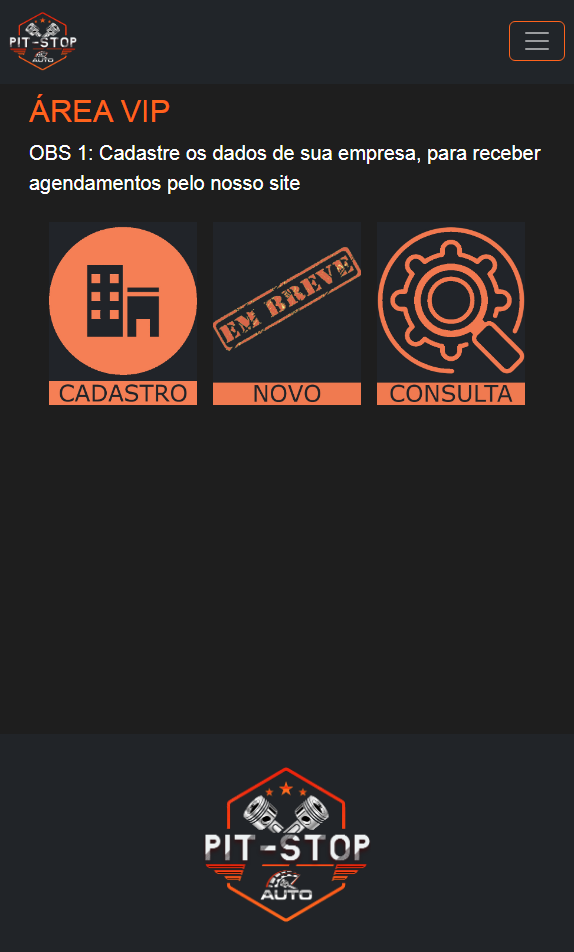 PIT-STOP
AUTO
ÁREA VIP
OBS 1: Cadastre os dados de sua empresa, para receber
agendamentos pelo nosso site
EM BREVE
CADASTRO
NOVO
CONSULTA
PIT-STOP
AUTO